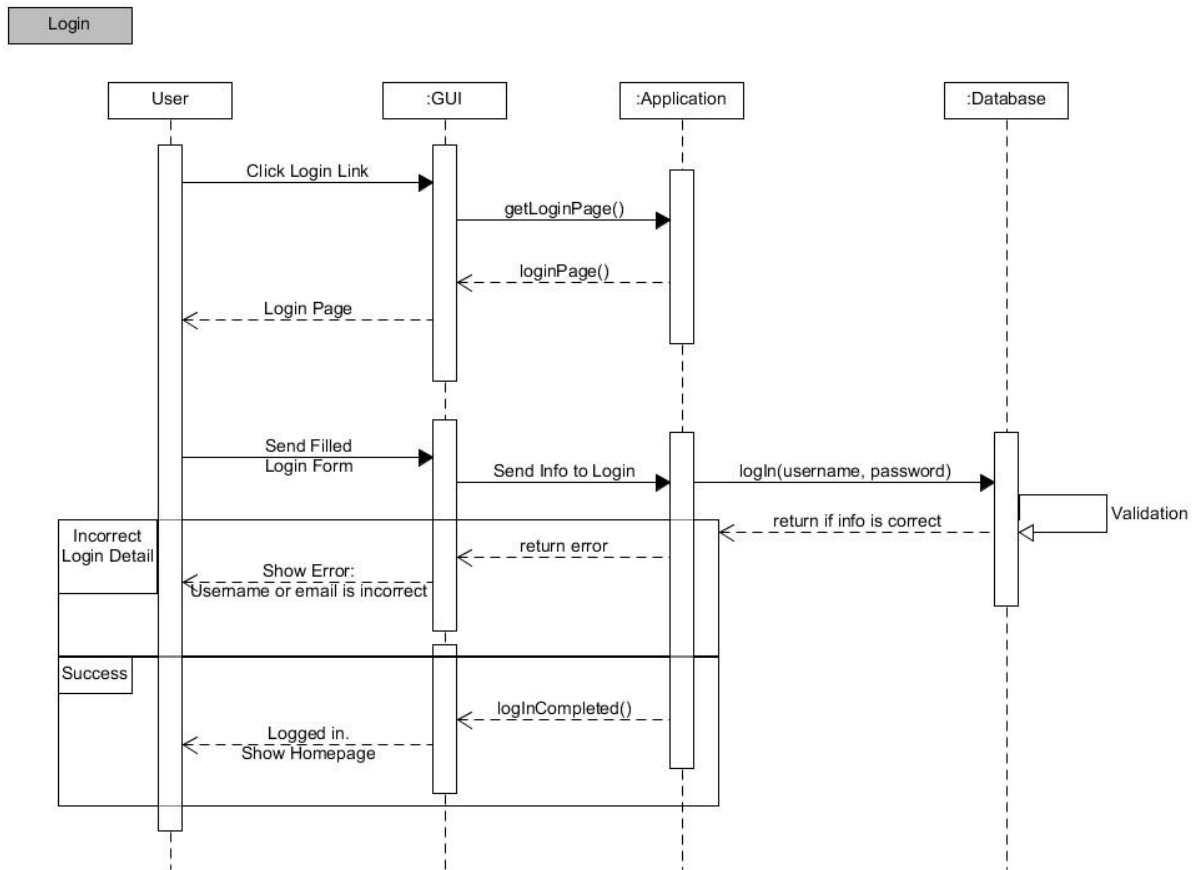 Login
User
:GUI
:Application
:Database
Click Login Link
getLoginPage()
loginPage()
Login Page
Send Filled
Login Form
Send Info to Login
logIn(username, password)
Validation
return if info is correct
Incorrect
Login Detail
return error
Show Error:
Username or email is incorrect
Success
logInCompleted()
Logged in.
Show Homepage